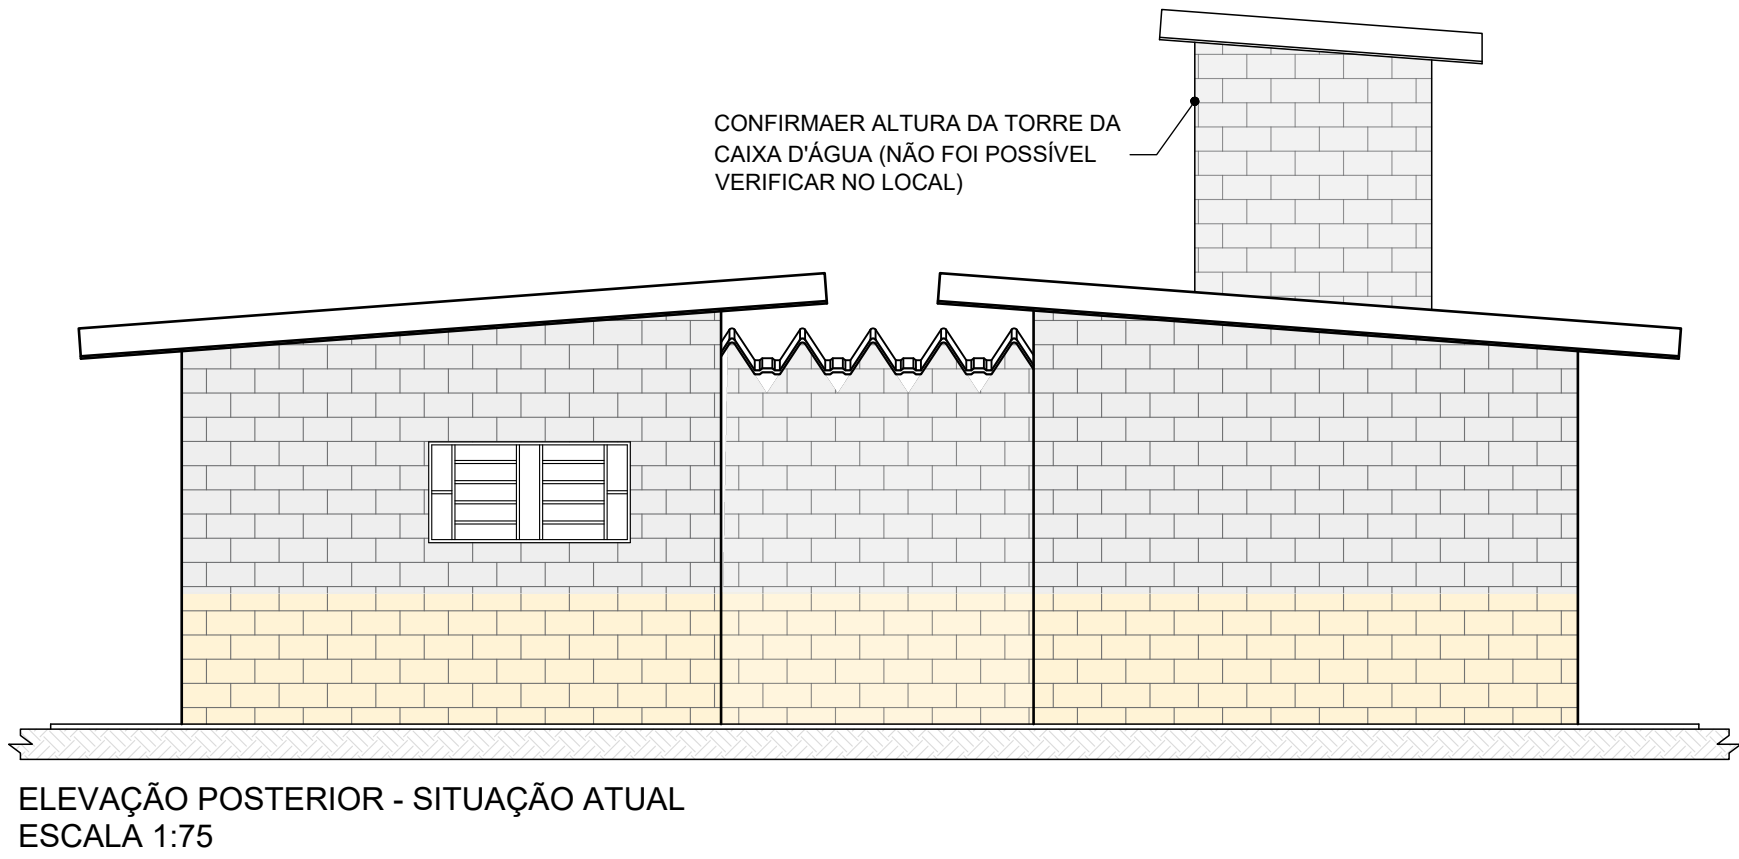 CONFIRMAER ALTURA DA TORRE DA
CAIXA D'ÁGUA (NÃO FOI POSSÍVEL
VERIFICAR NO LOCAL)
ELEVAÇÃO POSTERIOR - SITUAÇÃO ATUAL
ESCALA 1:75